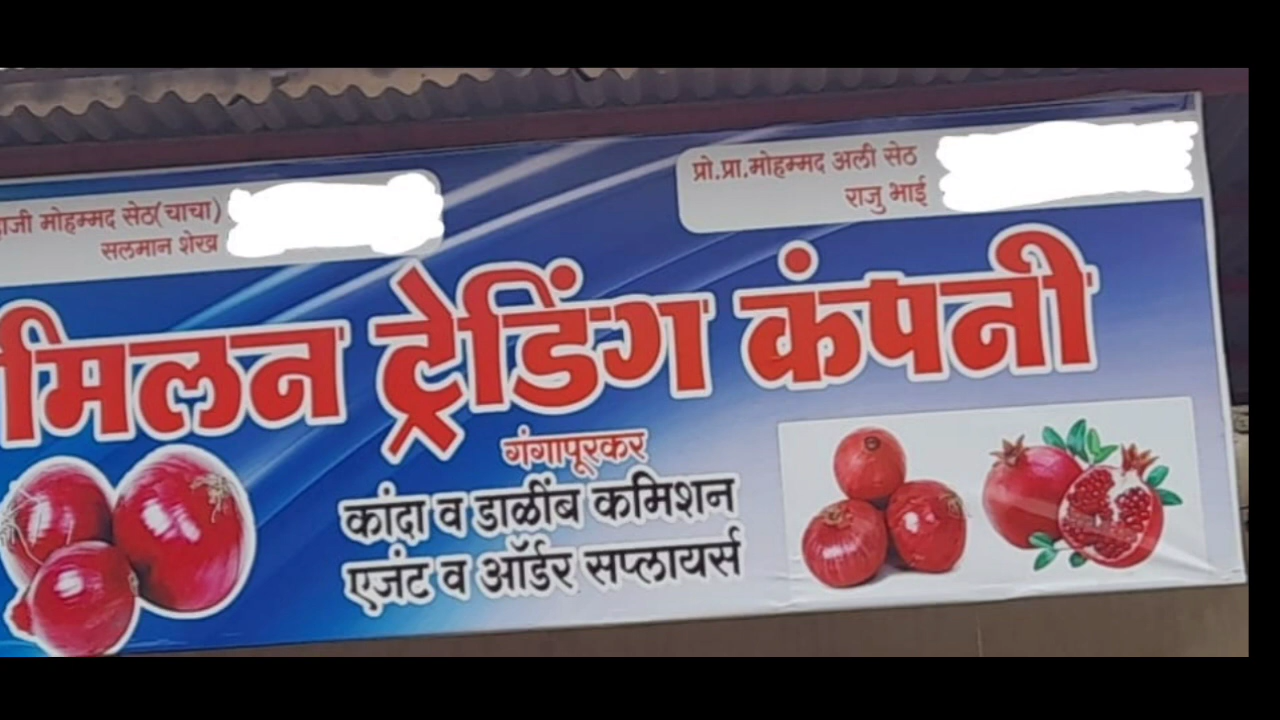 मोहम्मद सेठ(चाचा)
सलमान शेख
प्रो.प्रा.मोहम्मद अली सेठ
राजु भाई
मिलन ट्रेडिंग कंपनी
गंगापूरकर
कांदा व डाळींब कमिशन
एजंट व ऑर्डर सप्लायर्स